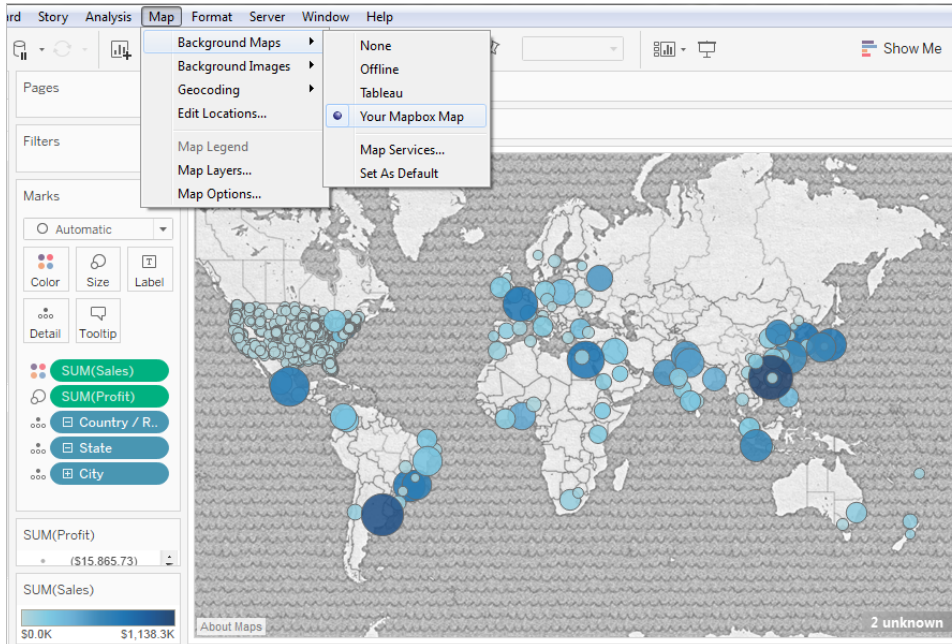 ard Story Analysis Map Format Server Window Help
Background Maps
Background Images
Geocoding
Edit Locations...
Map Legend
Map Layers...
Map Options...
None
Offline
Tableau
Your Mapbox Map
Map Services...
Set As Default
Show Me
Pages
Filters
Marks
Automatic
Color Size Label
T
Detail Tooltip
SUM(Sales)
SUM(Profit)
Country / R..
State
City
SUM(Profit)
($15,865.73)
SUM(Sales)
$0.0K $1,138.3K
About Maps
2 unknown